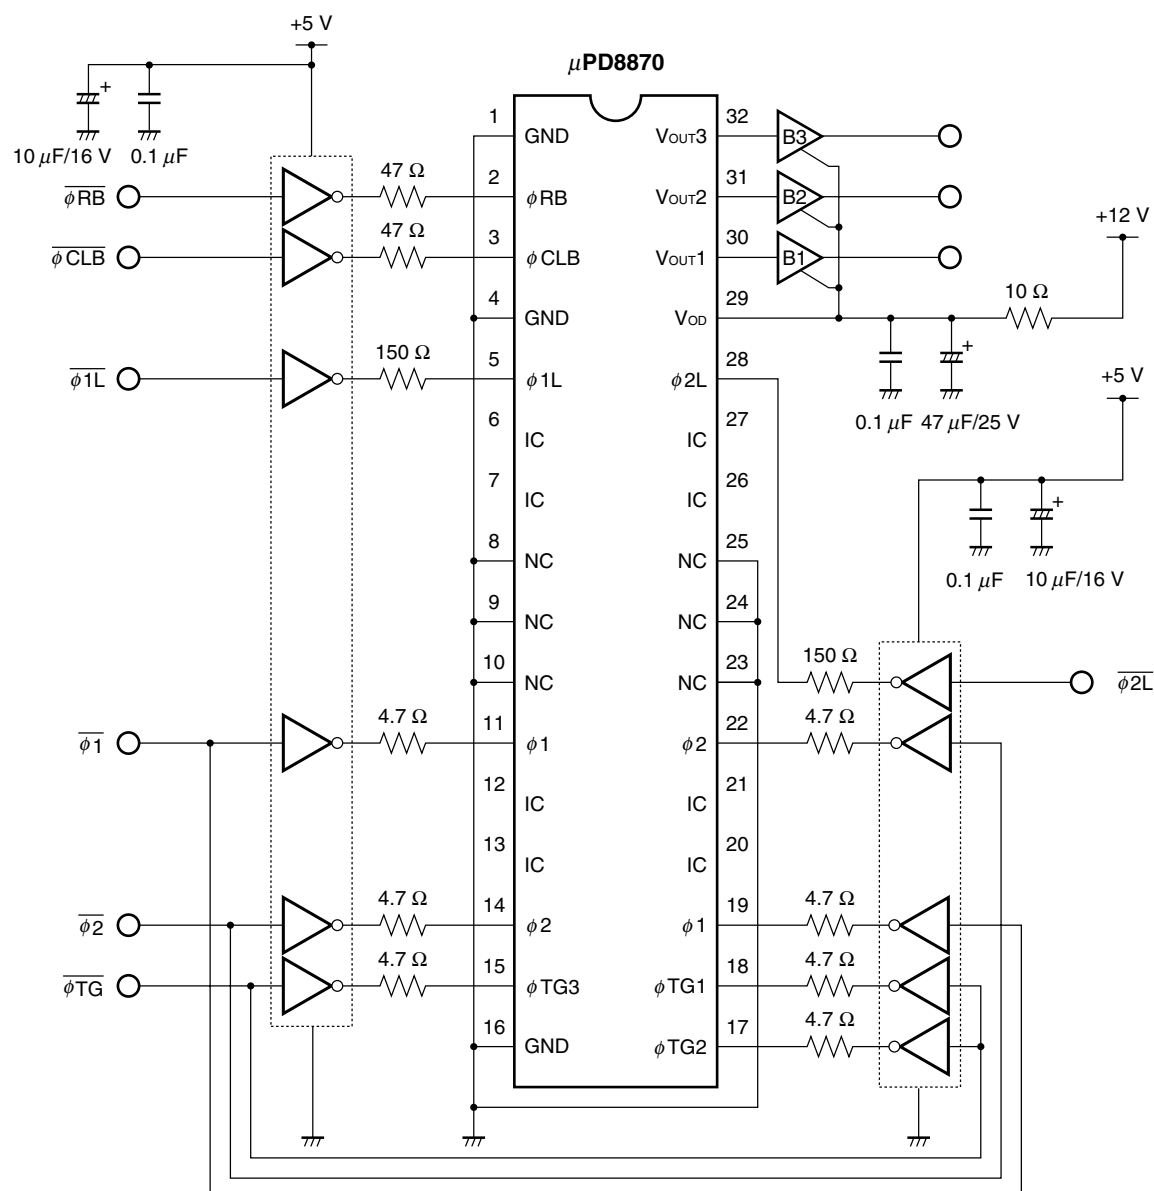 +5 V
μPD8870
10 μF/16 V 0.1 μF
φRB
47 Ω
1 GND
2 φRB
φCLB
47 Ω
3 φCLB
4 GND
φ1L
150 Ω
5 φ1L
6 IC
7 IC
8 NC
9 NC
10 NC
φ1
4.7 Ω
11 φ1
12 IC
13 IC
φ2
4.7 Ω
14 φ2
φTG
4.7 Ω
15 φTG3
16 GND
VOUT3 32 B3
VOUT2 31 B2
VOUT1 30 B1
VOD 29
10 Ω
+12 V
0.1 μF 47 μF/25 V
φ2L 28
IC 27
IC 26
+5 V
0.1 μF 10 μF/16 V
NC 25
NC 24
NC 23
150 Ω
φ2L
φ2 22
4.7 Ω
IC 21
IC 20
φ1 19
4.7 Ω
φTG1 18
4.7 Ω
φTG2 17
4.7 Ω